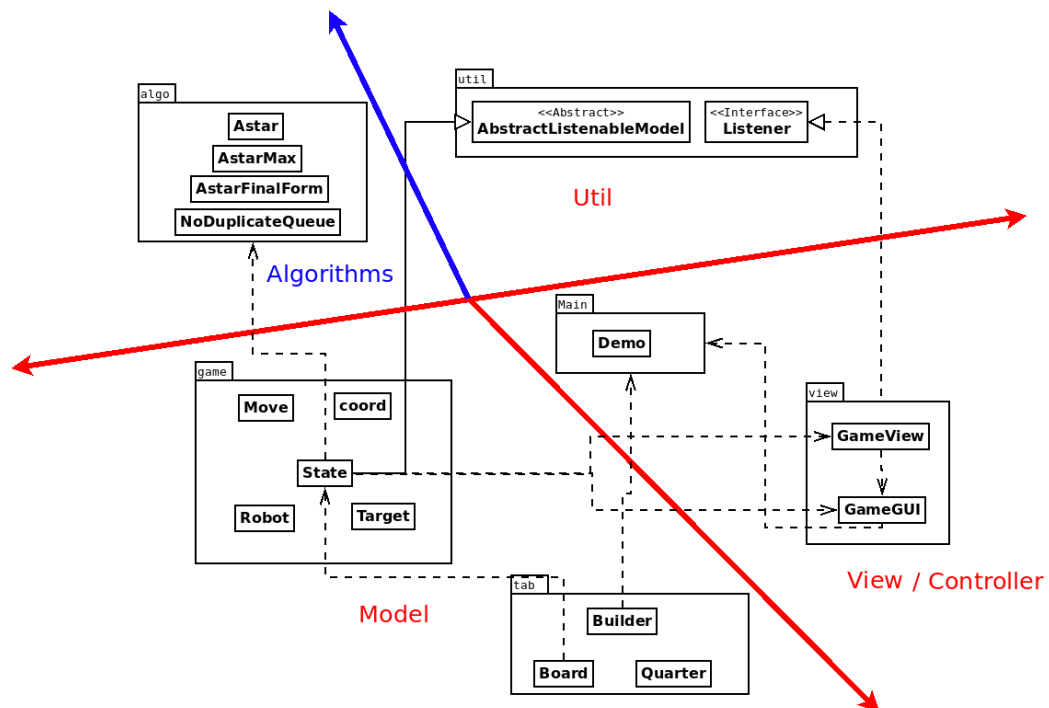 algo
Astar
AstarMax
AstarFinalForm
NoDuplicateQueue
Algorithms
util
<<Abstract>>
AbstractListenableModel
<<Interface>>
Listener
Util
Main
Demo
game
Move
coord
State
Robot
Target
Model
view
GameView
GameGUI
View / Controller
tab
Builder
Board
Quarter